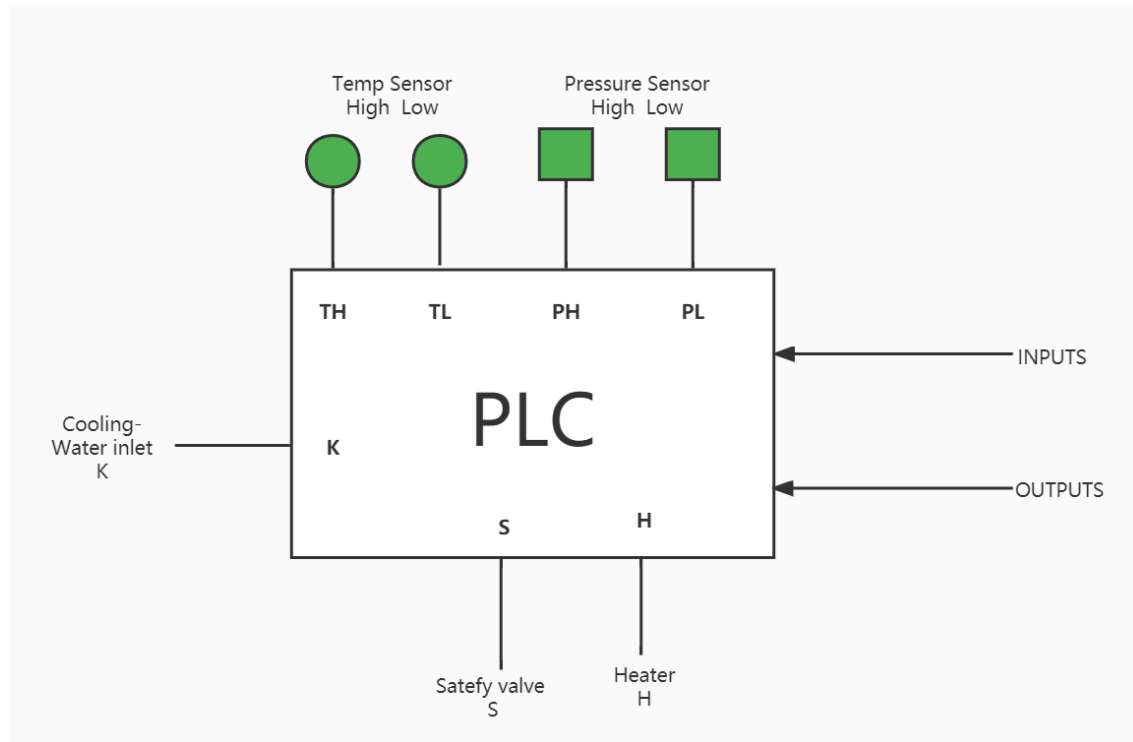 Temp Sensor
High  Low
Pressure Sensor
High  Low
TH
TL
PH
PL
INPUTS
PLC
Cooling-
Water inlet
K
K
OUTPUTS
S
H
Satefy valve
S
Heater
H